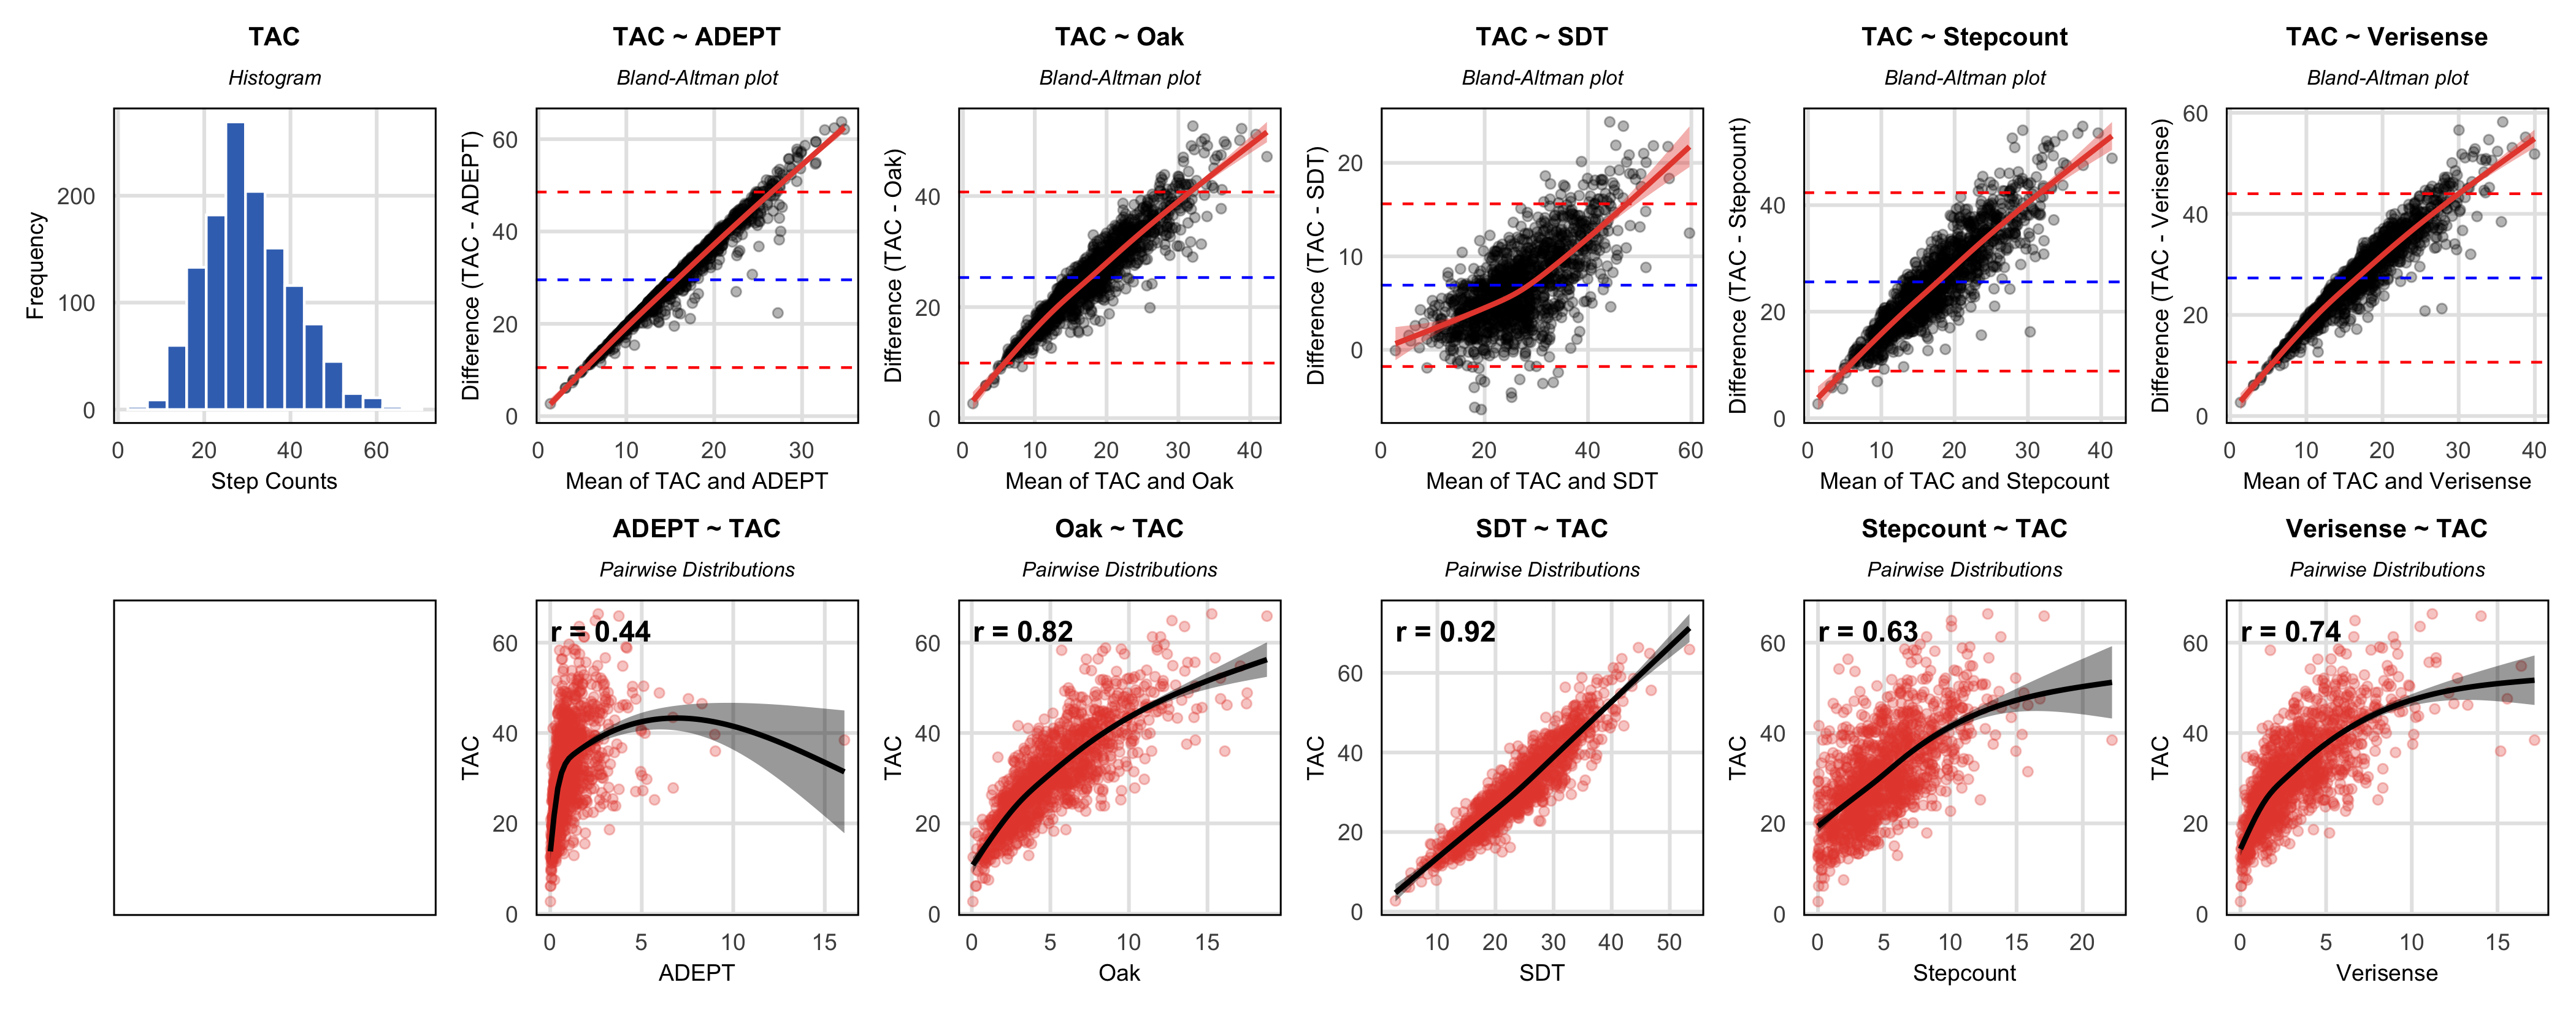 TAC
Histogram
Frequency
200
100
0
0 20 40 60
Step Counts
TAC ~ ADEPT
Bland-Altman plot
Difference (TAC - ADEPT)
60
40
20
0
0 10 20 30
Mean of TAC and ADEPT
TAC ~ Oak
Bland-Altman plot
Difference (TAC - Oak)
40
20
0
0 10 20 30 40
Mean of TAC and Oak
TAC ~ SDT
Bland-Altman plot
Difference (TAC - SDT)
20
10
0
0 20 40 60
Mean of TAC and SDT
TAC ~ Stepcount
Bland-Altman plot
Difference (TAC - Stepcount)
40
20
0
0 10 20 30 40
Mean of TAC and Stepcount
TAC ~ Verisense
Bland-Altman plot
Difference (TAC - Verisense)
60
40
20
0
0 10 20 30 40
Mean of TAC and Verisense
ADEPT ~ TAC
Pairwise Distributions
r = 0.44
TAC
60
40
20
0
0 5 10 15
ADEPT
Oak ~ TAC
Pairwise Distributions
r = 0.82
TAC
60
40
20
0
0 5 10 15
Oak
SDT ~ TAC
Pairwise Distributions
r = 0.92
TAC
60
40
20
0
10 20 30 40 50
SDT
Stepcount ~ TAC
Pairwise Distributions
r = 0.63
TAC
60
40
20
0
0 5 10 15 20
Stepcount
Verisense ~ TAC
Pairwise Distributions
r = 0.74
TAC
60
40
20
0
0 5 10 15
Verisense